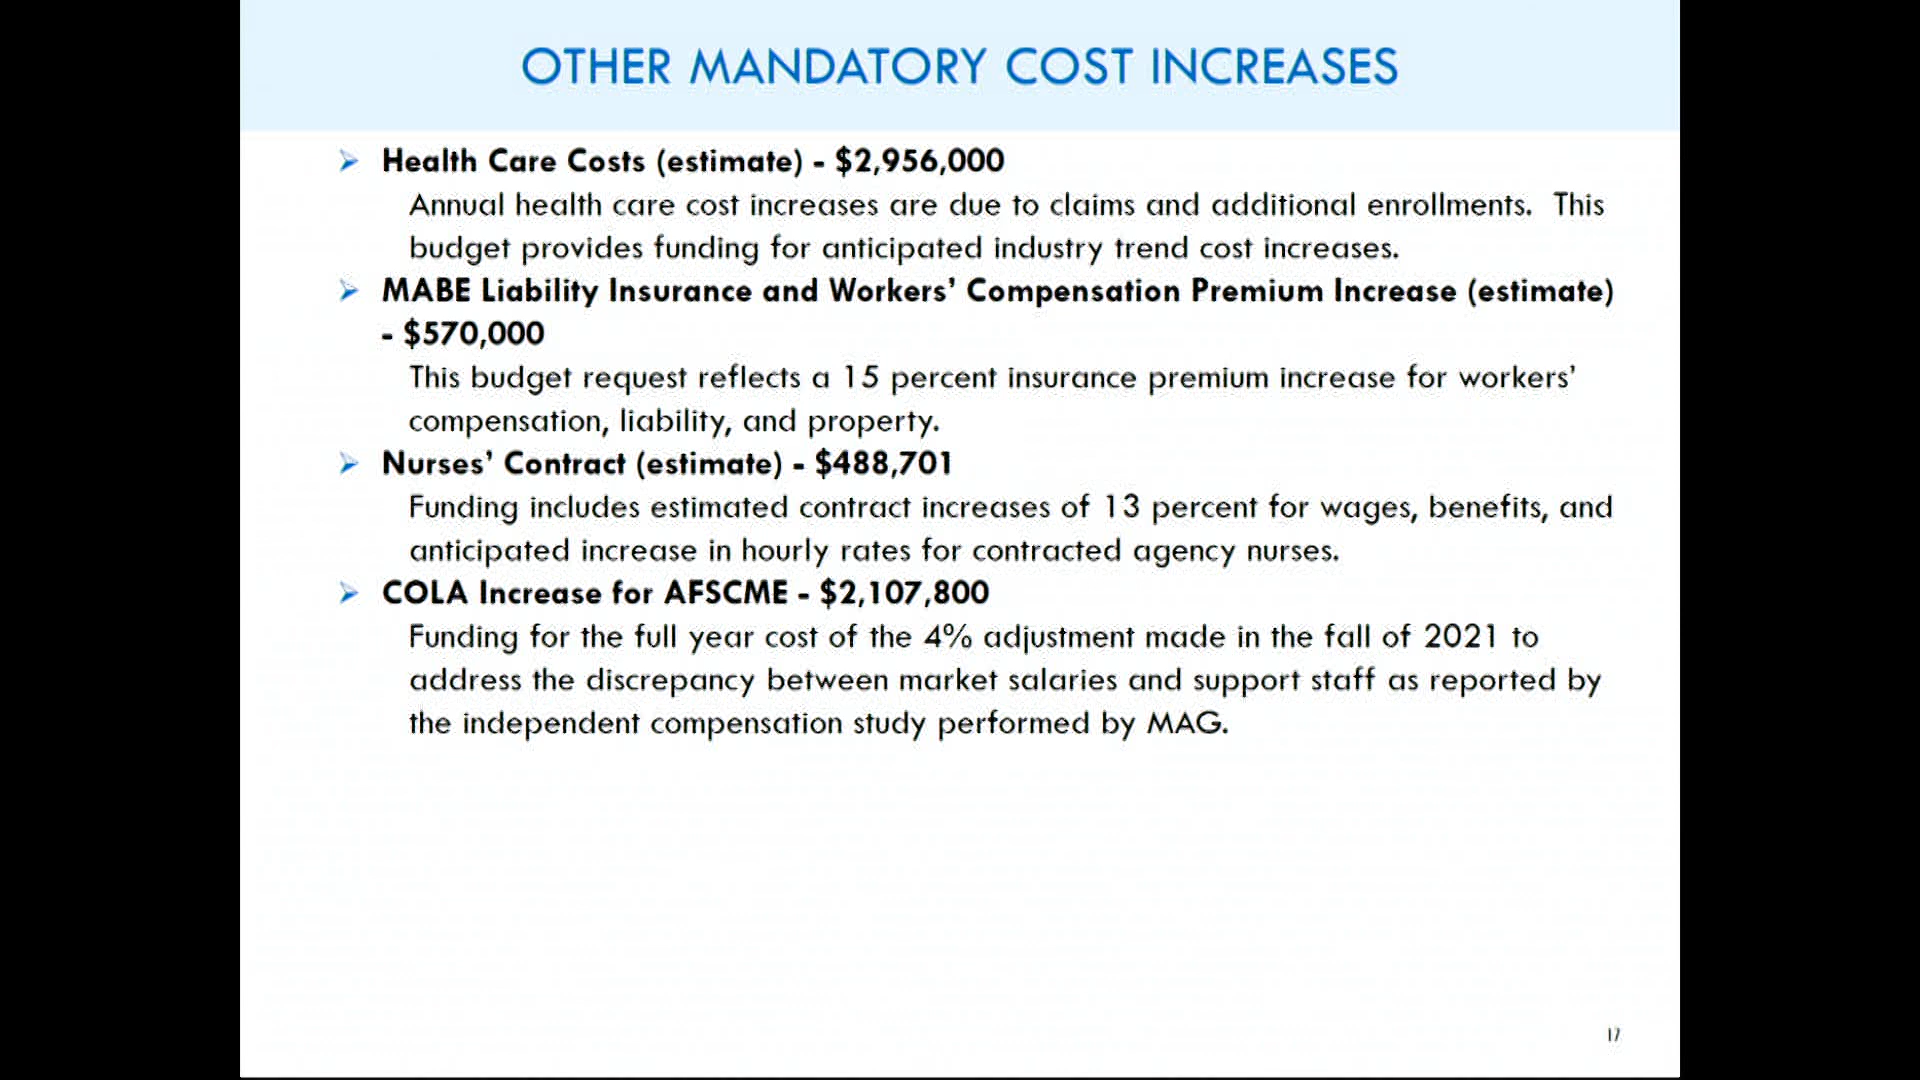 OTHER MANDATORY COST INCREASES
Health Care Costs (estimate) - $2,956,000
Annual health care cost increases are due to claims and additional enrollments.  This
budget provides funding for anticipated industry trend cost increases.
MABE Liability Insurance and Workers’ Compensation Premium Increase (estimate)
- $570,000
This budget request reflects a 15 percent insurance premium increase for workers’
compensation, liability, and property.
Nurses’ Contract (estimate) - $488,701
Funding includes estimated contract increases of 13 percent for wages, benefits, and
anticipated increase in hourly rates for contracted agency nurses.
COLA Increase for AFSCME - $2,107,800
Funding for the full year cost of the 4% adjustment made in the fall of 2021 to
address the discrepancy between market salaries and support staff as reported by
the independent compensation study performed by MAG.
17